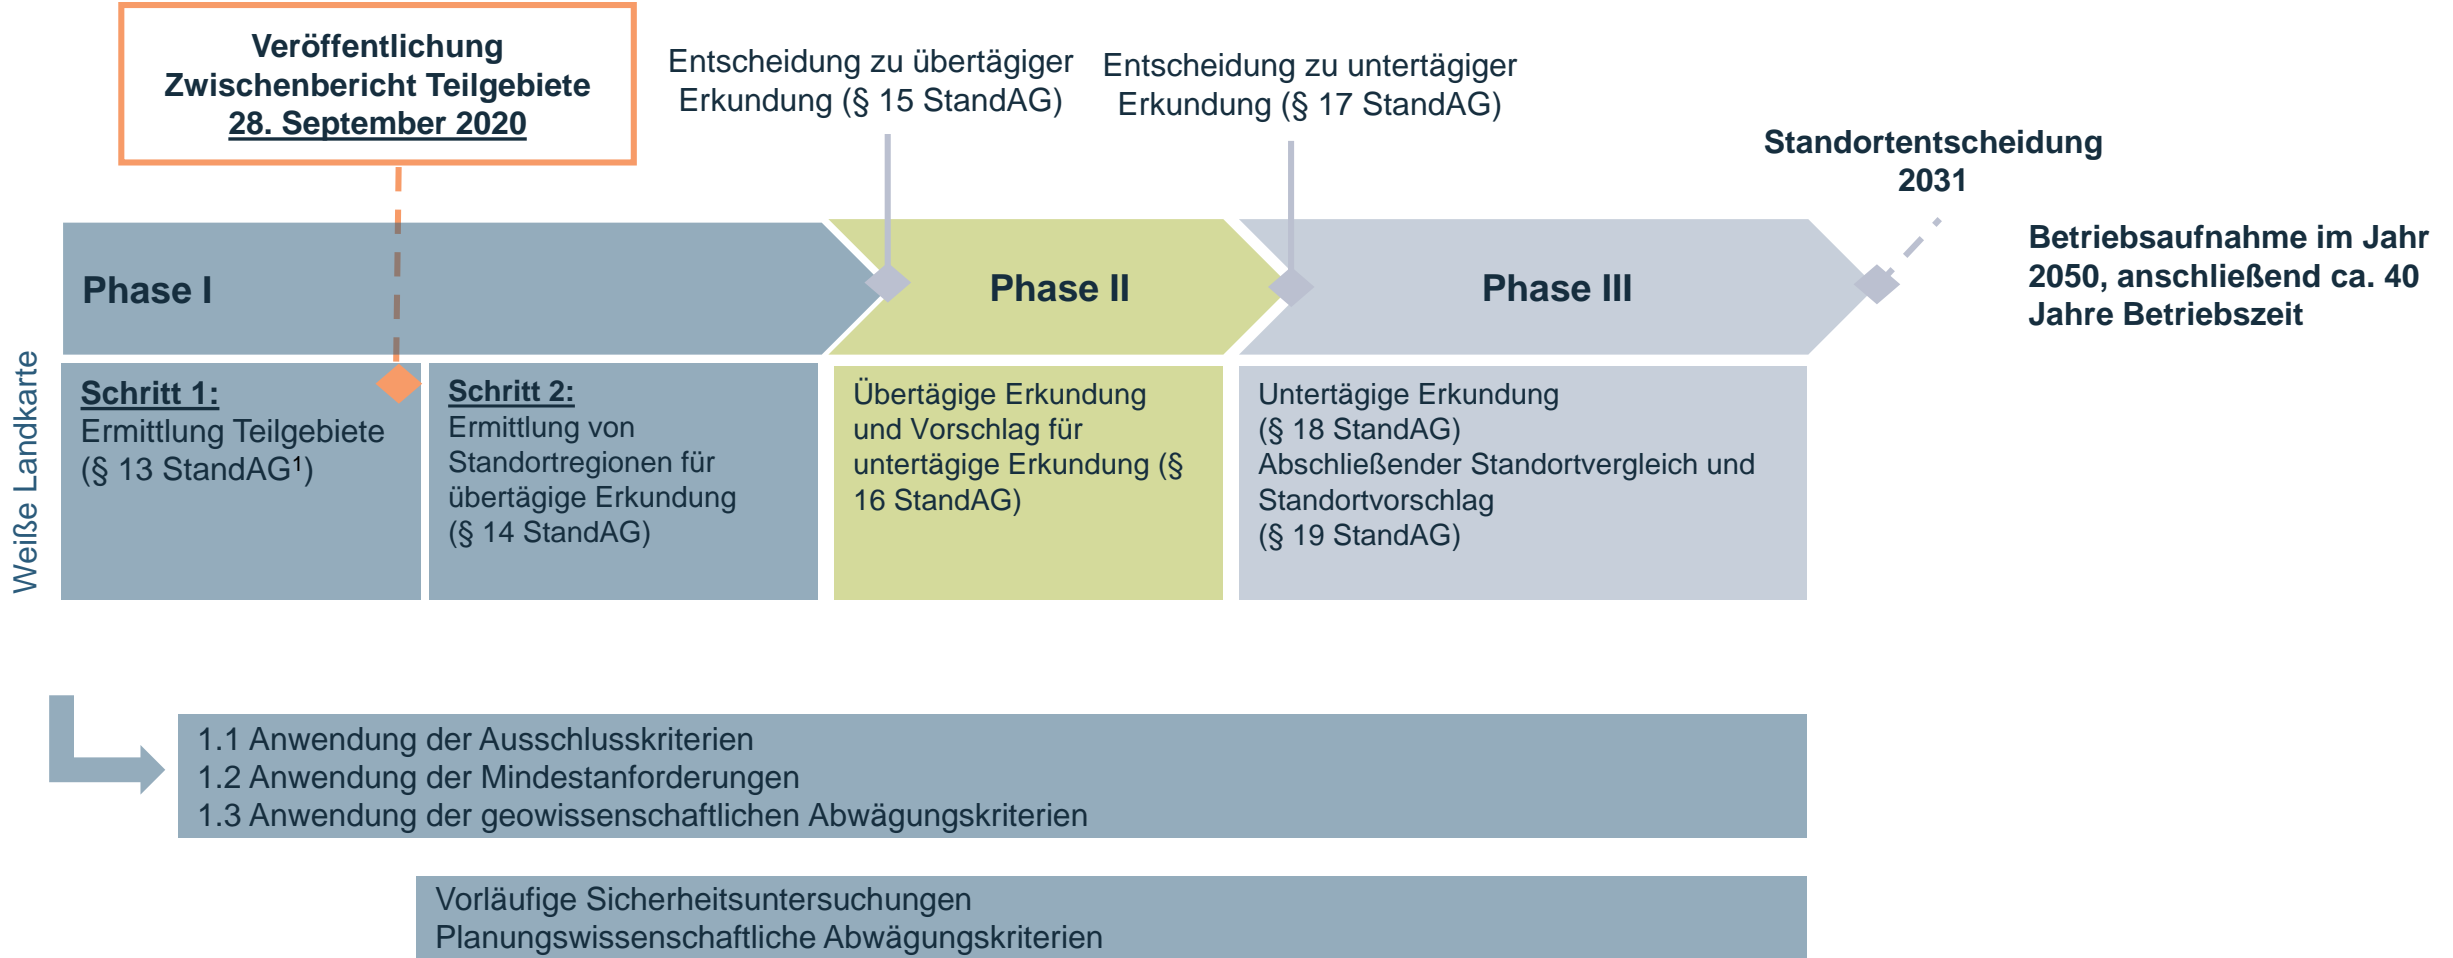 Veröffentlichung
Zwischenbericht Teilgebiete
28. September 2020
Entscheidung zu übertägiger
Erkundung (§ 15 StandAG)
Entscheidung zu untertägiger
Erkundung (§ 17 StandAG)
Standortentscheidung
2031
Betriebsaufnahme im Jahr
2050, anschließend ca. 40
Jahre Betriebszeit
Phase I
Phase II
Phase III
Weiße Landkarte
Schritt 1:
Ermittlung Teilgebiete
(§ 13 StandAG¹)
Schritt 2:
Ermittlung von
Standortregionen für
übertägige Erkundung
(§ 14 StandAG)
Übertägige Erkundung
und Vorschlag für
untertägige Erkundung (§
16 StandAG)
Untertägige Erkundung
(§ 18 StandAG)
Abschließender Standortvergleich und
Standortvorschlag
(§ 19 StandAG)
1.1 Anwendung der Ausschlusskriterien
1.2 Anwendung der Mindestanforderungen
1.3 Anwendung der geowissenschaftlichen Abwägungskriterien
Vorläufige Sicherheitsuntersuchungen
Planungswissenschaftliche Abwägungskriterien